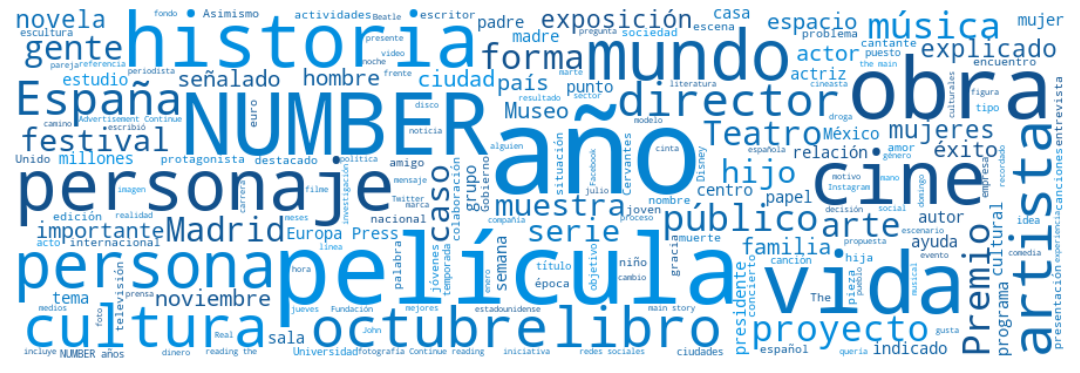 novela
fondo
Asimismo
actividades
Beatle
escritor
padre
exposición
casa
espacio
música
mujer
escultura
historia
presente
pregunta
sociedad
escena
problema
cantante
gente
pareja
referencia
video
noche
madre
forma
mundo
actor
puesto
the main
explicado
encuentro
periodista
frente
estudio
señalado
hombre
ciudad
país
punto
marte
actriz
cineasta
obra
España
NUMBER
año
euro
disco
resultado
sector
literatura
director
droga
figura
tipo
culturales
entrevista
camino
Advertisement Continue
escribió
noticia
Museo
modelo
Teatro
México
mujeres
festival
alguien
cinta
española
relación
amor
género
éxito
Unido
millones
protagonista
destacado
política
amigo
grupo
Gobierno
situación
Facebook
Cervantes
Disney
hijo
motivo
cine
recordado
artista
personaje
imagen
carrera
filme
investigación
mensaje
Twitter
marca
caso
colaboración
julio
nombre
centro
papel
Instagram
mano
domingo
empresa
canciones
edición
realidad
meses
nacional
compañía
muestra
joven
proceso
público
decisión
social
autor
idea
experiencia
importante
Madrid
acto
internacional
línea
Europa Press
palabra
jóvenes
temporada
semana
serie
muerte
arte
escenario
ayuda
cultural
comedia
persona
película
hora
enero
título
época
objetivo
niño
cambio
gracia
familia
hija
propuesta
evento
presentación
tema
televisión
prensa
noviembre
estadounidense
canción
vida
pieza
pueblo
musical
Premio
programa
medios
foto
jueves
Fundación
mejores
main story
presidente
concierto
The
cultura
Real
sala
John
octubre
libro
proyecto
gusta
incluye
NUMBER años
dinero
reading the
Universidad
fotografía
Continue reading
iniciativa
redes sociales
ciudades
español
quería
indicado